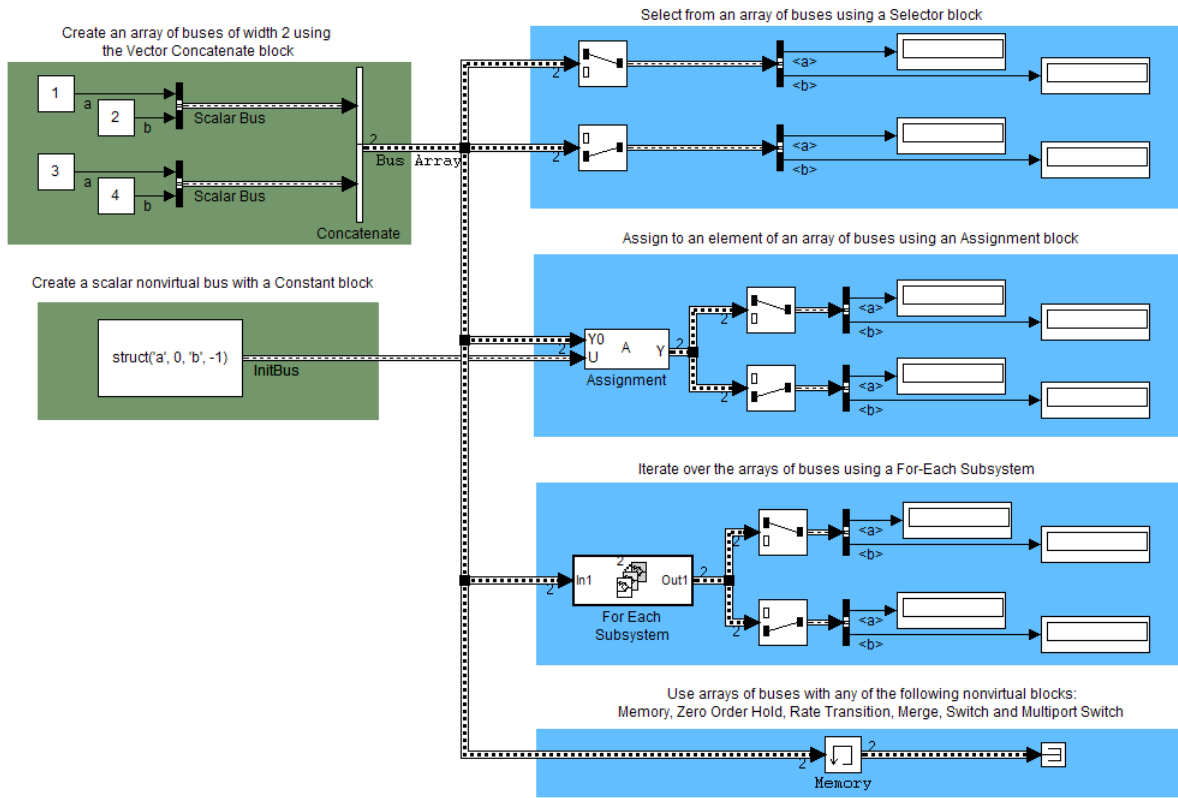 Create an array of buses of width 2 using
the Vector Concatenate block
1
a
2
b
Scalar Bus
3
a
4
b
Scalar Bus
2
Bus Array
Concatenate
Create a scalar nonvirtual bus with a Constant block
struct('a', 0, 'b', -1)
InitBus
Select from an array of buses using a Selector block
2
<a>
<b>
2
<a>
<b>
Assign to an element of an array of buses using an Assignment block
2
Y0
U
A
Y
2
Assignment
2
<a>
<b>
2
<a>
<b>
Iterate over the arrays of buses using a For-Each Subsystem
2
In1
2
Out1
2
For Each
Subsystem
2
<a>
<b>
2
<a>
<b>
Use arrays of buses with any of the following nonvirtual blocks:
Memory, Zero Order Hold, Rate Transition, Merge, Switch and Multiport Switch
2
2
Memory